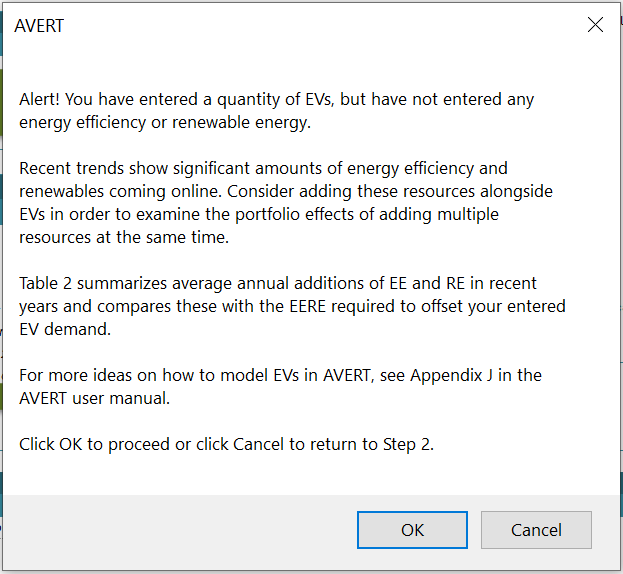 AVERT
Alert! You have entered a quantity of EVs, but have not entered any
energy efficiency or renewable energy.
Recent trends show significant amounts of energy efficiency and
renewables coming online. Consider adding these resources alongside
EVs in order to examine the portfolio effects of adding multiple
resources at the same time.
Table 2 summarizes average annual additions of EE and RE in recent
years and compares these with the EERE required to offset your entered
EV demand.
For more ideas on how to model EVs in AVERT, see Appendix J in the
AVERT user manual.
Click OK to proceed or click Cancel to return to Step 2.
OK
Cancel